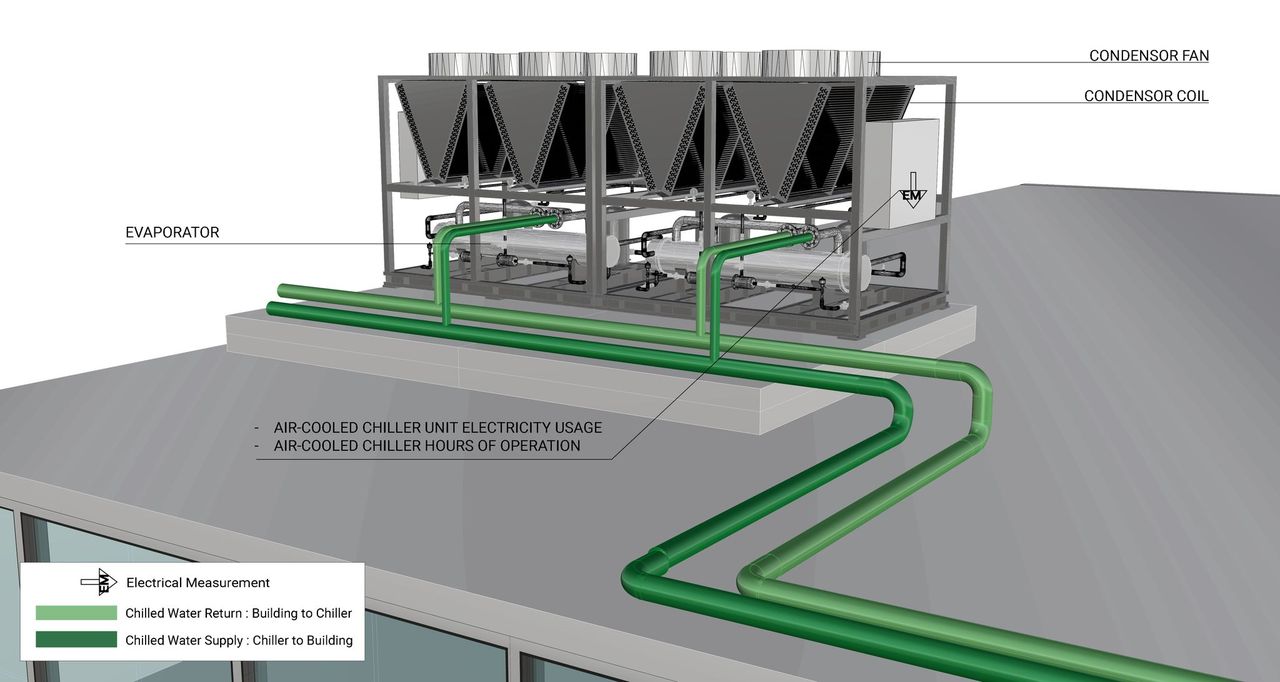 CONDENSOR FAN
CONDENSOR COIL
EM
EVAPORATOR
- AIR-COOLED CHILLER UNIT ELECTRICITY USAGE
- AIR-COOLED CHILLER HOURS OF OPERATION
EM Electrical Measurement
Chilled Water Return : Building to Chiller
Chilled Water Supply : Chiller to Building